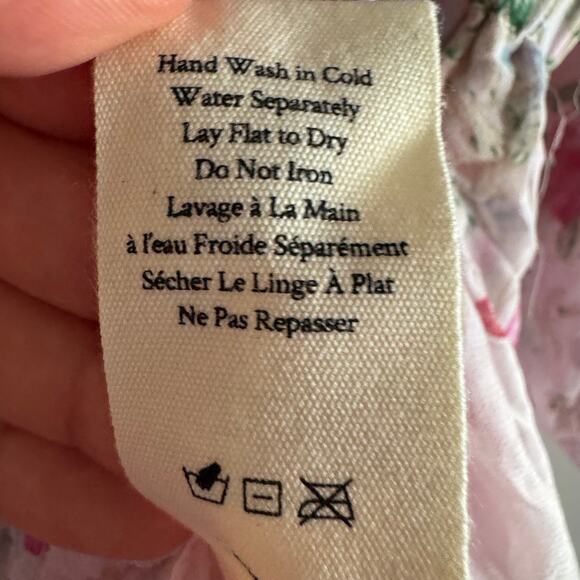 Hand Wash in Cold
Water Separately
Lay Flat to Dry
Do Not Iron
Lavage à La Main
à l'eau Froide Séparément
Sécher Le Linge À Plat
Ne Pas Repasser